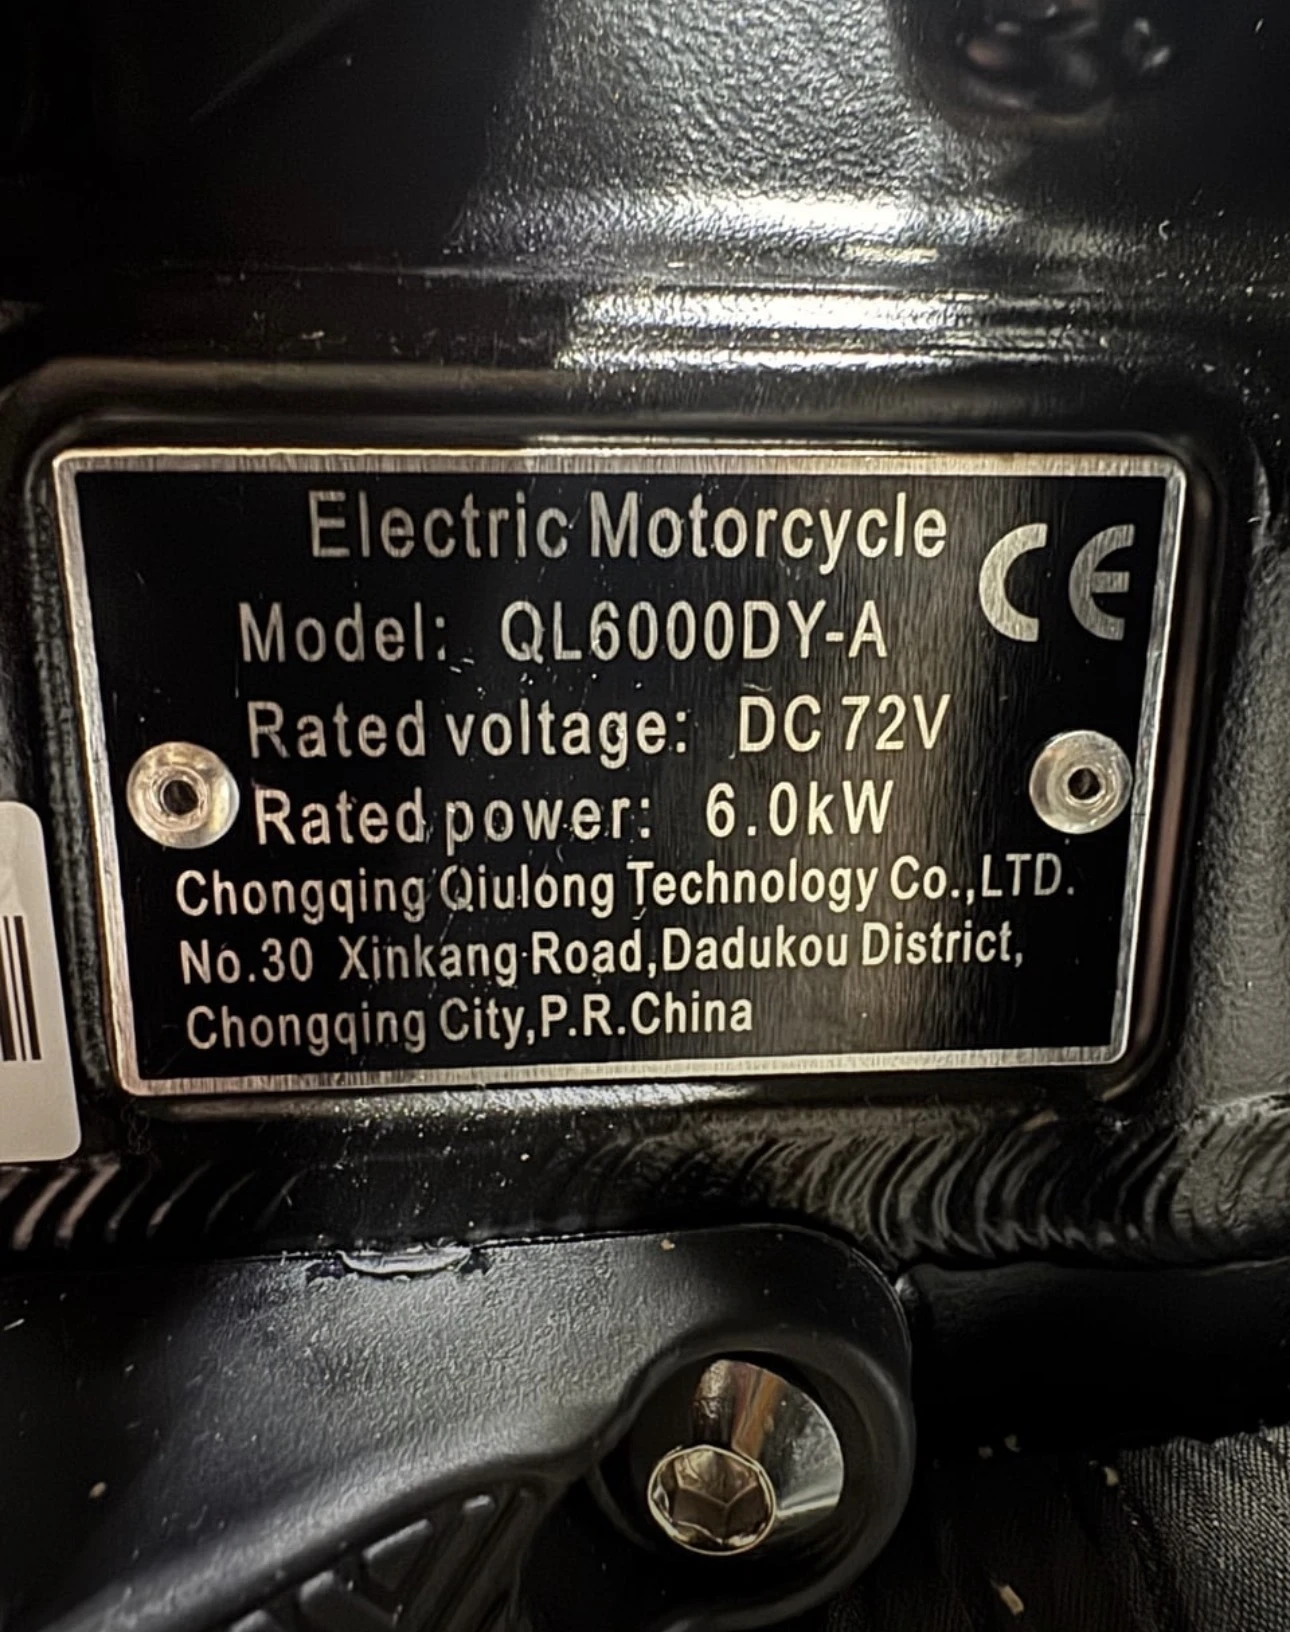 Electric Motorcycle
CE
Model: QL6000DY-A
Rated voltage: DC 72V
Rated power: 6.0kW
Chongqing Qiulong Technology Co.,LTD.
No.30 Xinkang Road,Dadukou District,
Chongqing City,P.R.China